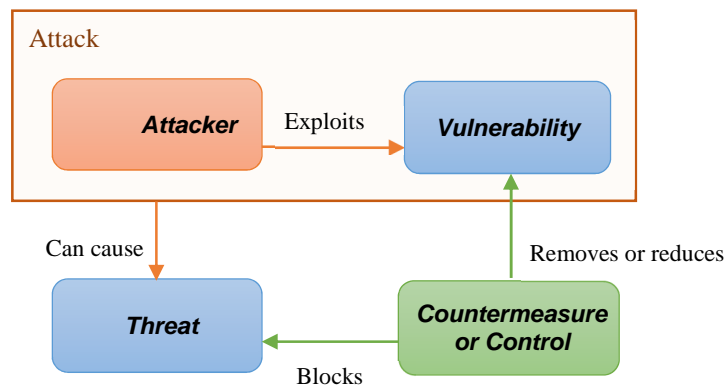 Attack
Attacker
Exploits
Vulnerability
Can cause
Removes or reduces
Threat
Countermeasure
or Control
Blocks